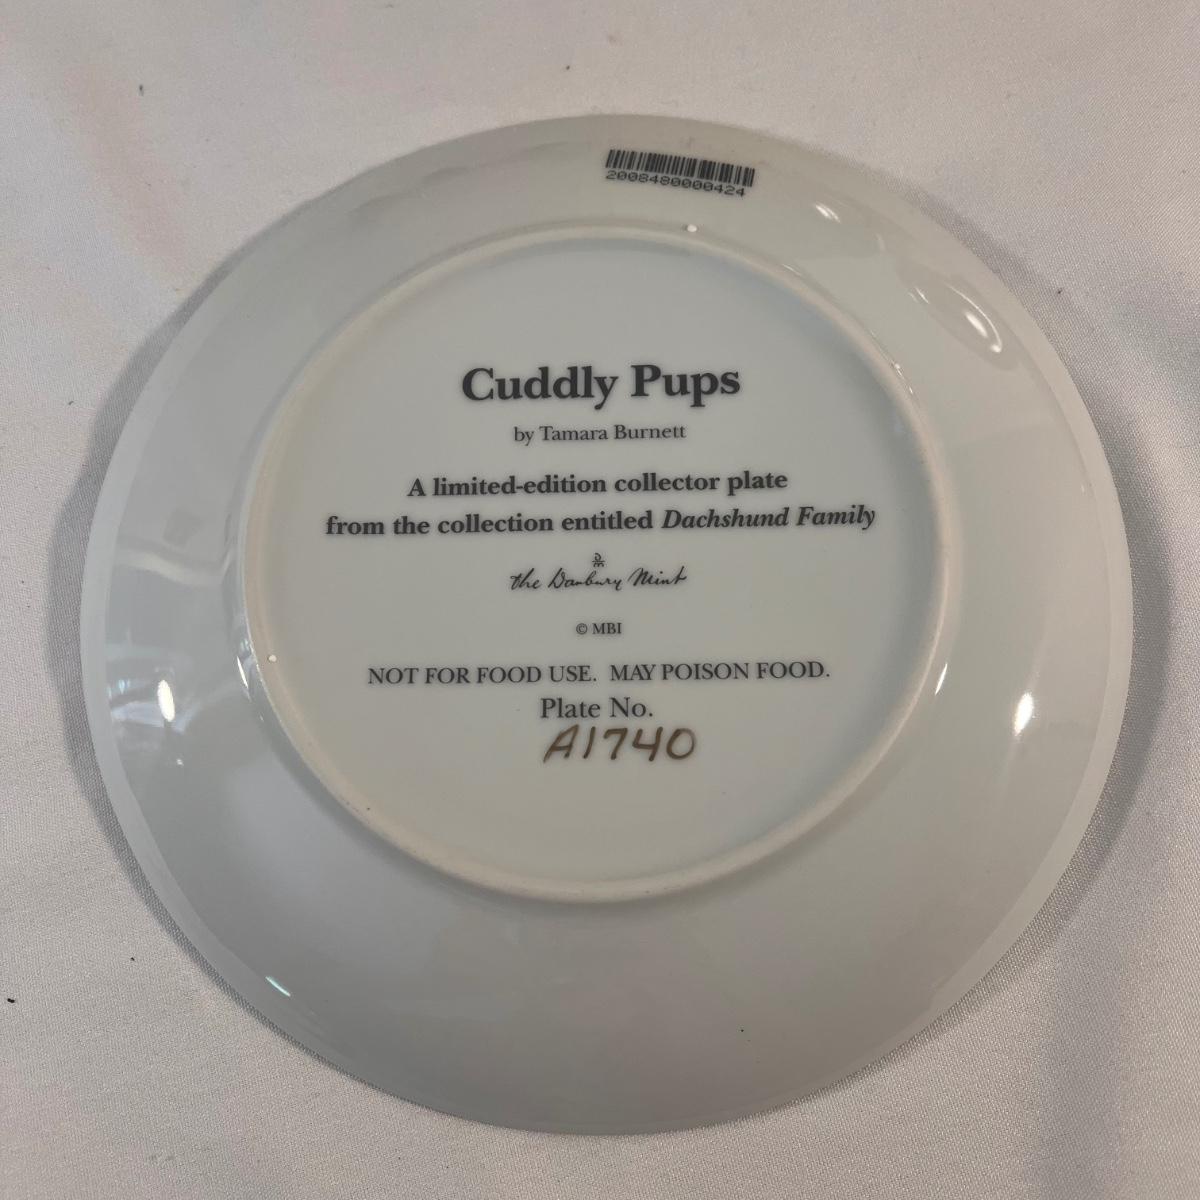 2008480000424
Cuddly Pups
by Tamara Burnett
A limited-edition collector plate
from the collection entitled Dachshund Family
DM
the Danbury Mint
© MBI
NOT FOR FOOD USE. MAY POISON FOOD.
Plate No.
A1740